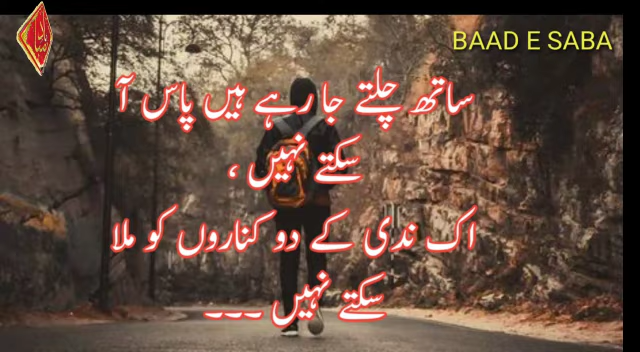 BAAD E SABA
ساتھ چلتے جا رہے ہیں پاس آ
سکتے نہیں ،
اک ندی کے دو کناروں کو ملا
سکتے نہیں ---